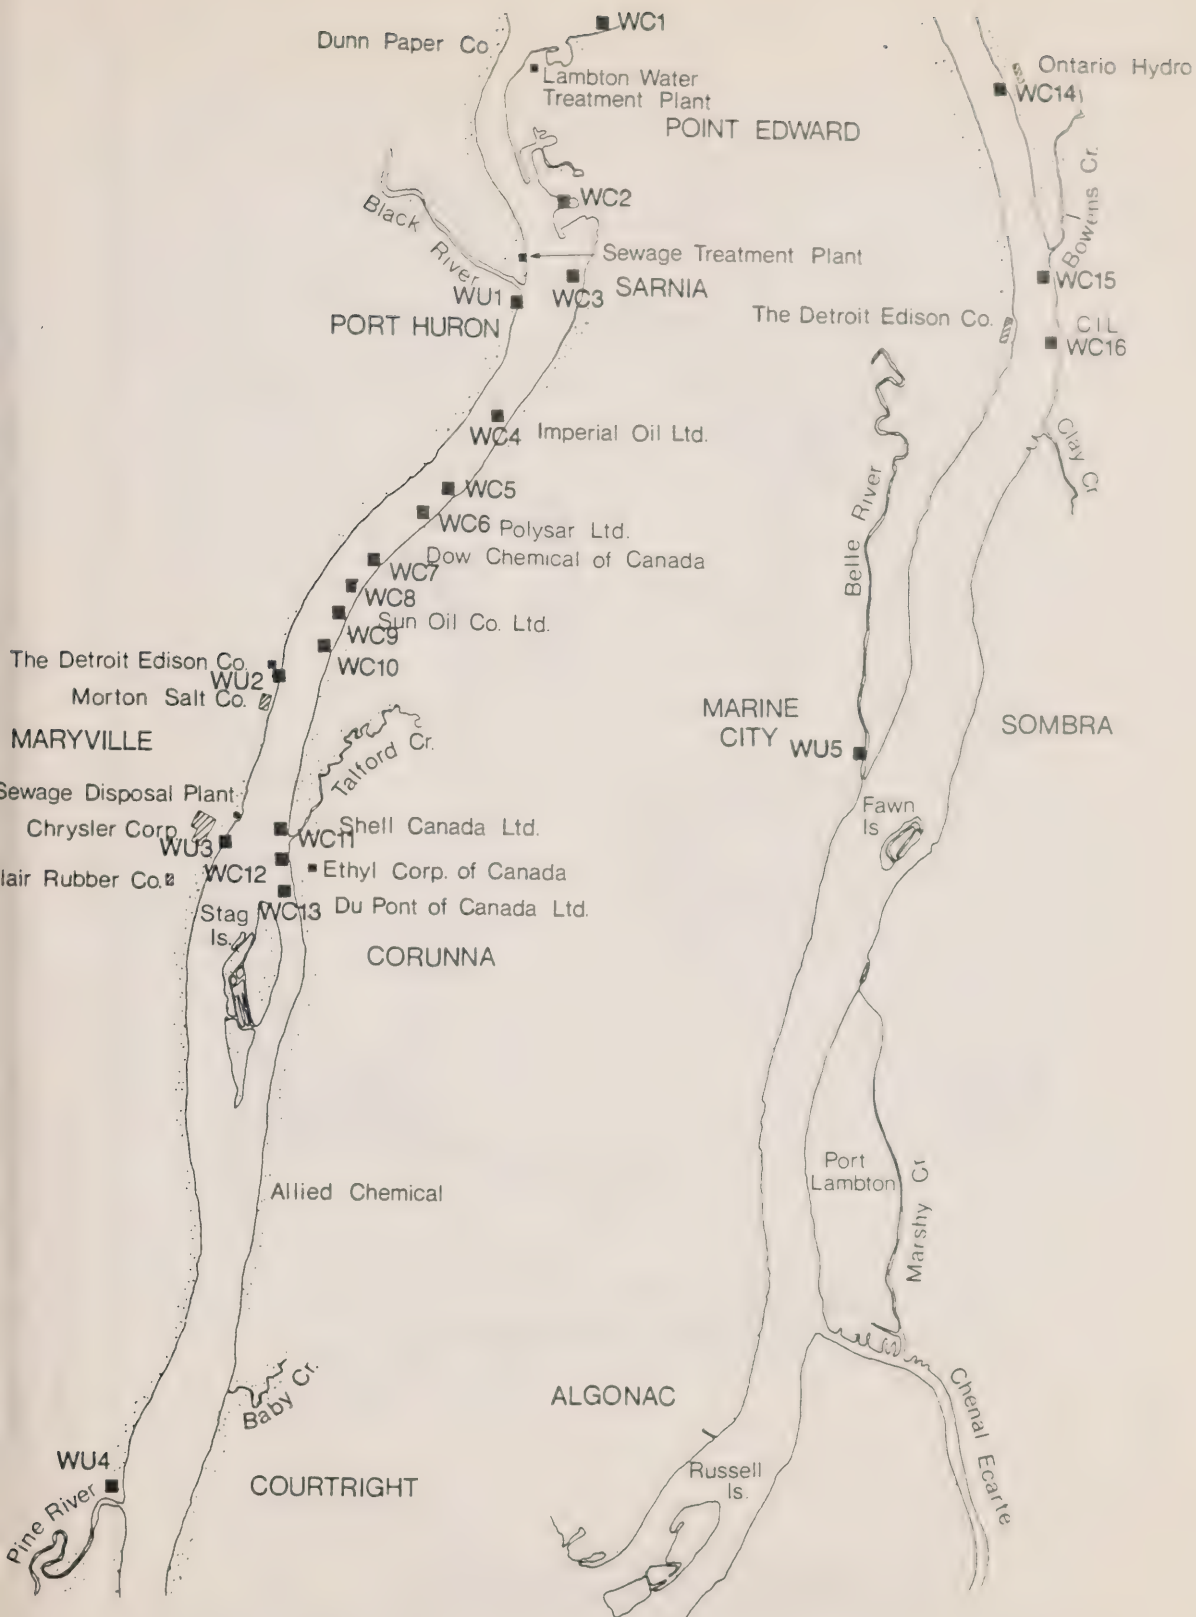 WC1
Dunn Paper Co
Lambton Water
Treatment Plant
POINT EDWARD
WC2
Black River
Sewage Treatment Plant
WU1
WC3
SARNIA
PORT HURON
WC4
Imperial Oil Ltd.
WC5
WC6
Polysar Ltd.
Dow Chemical of Canada
WC7
WC8
Sun Oil Co. Ltd.
WC9
WC10
The Detroit Edison Co.
WU2
Morton Salt Co.
MARYVILLE
Talford Cr.
Sewage Disposal Plant
Chrysler Corp.
WU3
Shell Canada Ltd.
WC11
WC12
lair Rubber Co.
Ethyl Corp. of Canada
WC13
Du Pont of Canada Ltd.
Stag
Is.
CORUNNA
Allied Chemical
Baby Cr.
WU4
COURTRIGHT
Pine River
Ontario Hydro
WC14
Bowens Cr.
WC15
The Detroit Edison Co.
CIL
WC16
Clay Cr
Belle River
MARINE
CITY
WU5
SOMBRA
Fawn
Is
Port
Lambton
Marshy Cr
Chenal Ecarte
ALGONAC
Russell
Is.